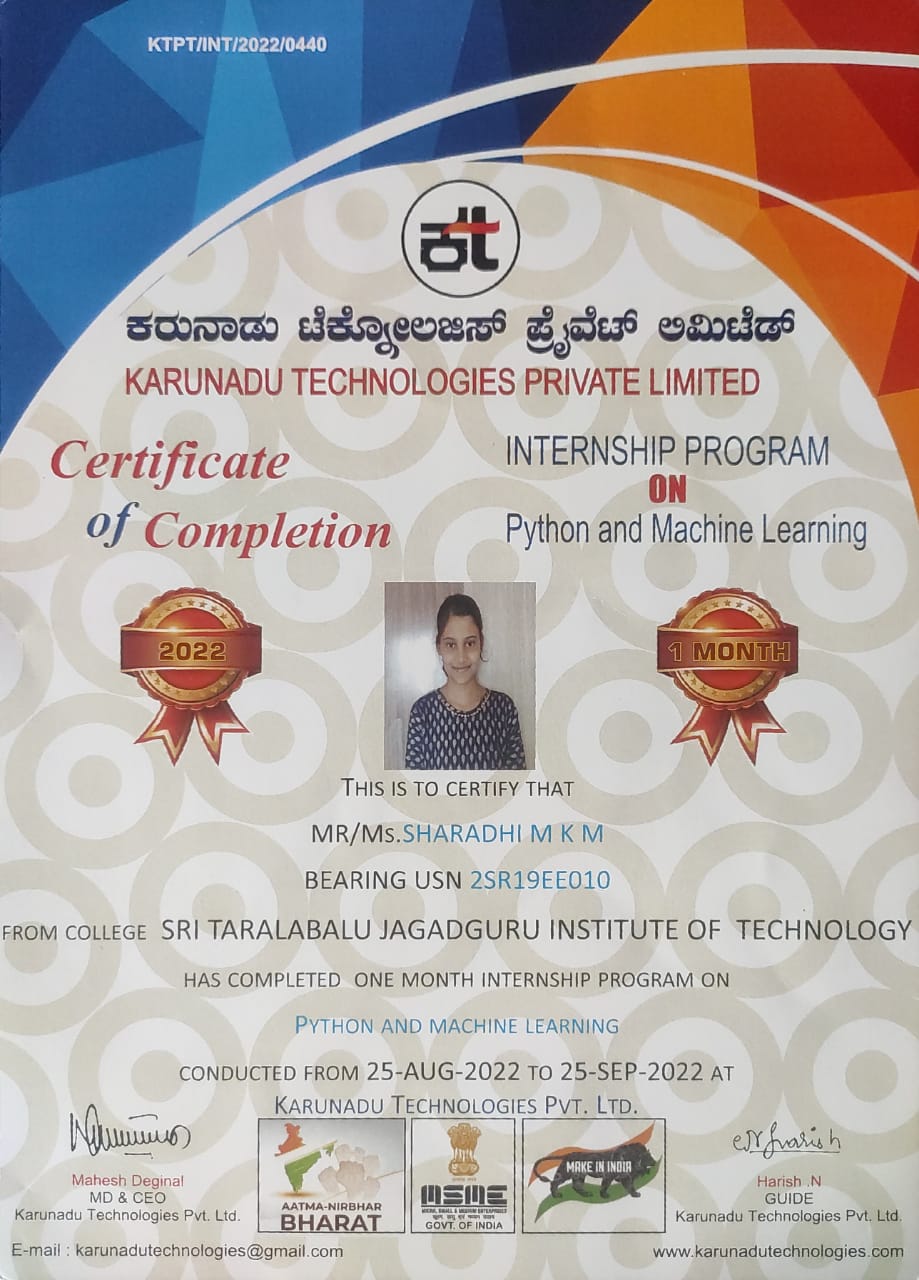 KTPT/INT/2022/0440
ಕರುನಾಡು ಟೆಕ್ನೋಲಜಿಸ್ ಪ್ರೈವೆಟ್ ಲಿಮಿಟೆಡ್
KARUNADU TECHNOLOGIES PRIVATE LIMITED
Certificate
of Completion
INTERNSHIP PROGRAM
ON
Python and Machine Learning
2022
1 MONTH
THIS IS TO CERTIFY THAT
MR/MS.SHARADHI M K M
BEARING USN 2SR19EE010
FROM COLLEGE SRI TARALABALU JAGADGURU INSTITUTE OF TECHNOLOGY
HAS COMPLETED ONE MONTH INTERNSHIP PROGRAM ON
PYTHON AND MACHINE LEARNING
CONDUCTED FROM 25-AUG-2022 TO 25-SEP-2022 AT
KARUNADU TECHNOLOGIES PVT. LTD.
Mahesh Deginal
MD & CEO
Karunadu Technologies Pvt. Ltd.
AATMA-NIRBHAR
BHARAT
MSME
MICRO, SMALL & MEDIUM ENTERPRISES
GOVT. OF INDIA
MAKE IN INDIA
Harish .N
GUIDE
Karunadu Technologies Pvt. Ltd.
E-mail : karunadutechnologies@gmail.com
www.karunadutechnologies.com